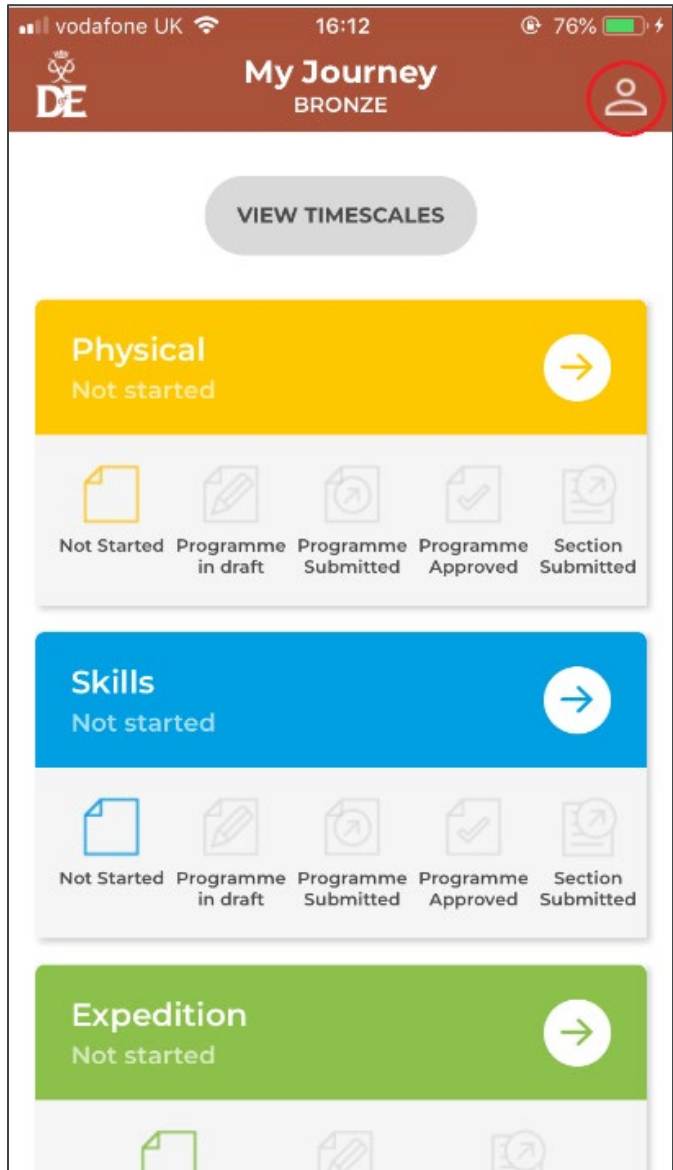 vodafone UK 16:12 76%
DofE My Journey
BRONZE
VIEW TIMESCALES
Physical
Not started
Not Started Programme Programme Programme Section
in draft Submitted Approved Submitted
Skills
Not started
Not Started Programme Programme Programme Section
in draft Submitted Approved Submitted
Expedition
Not started